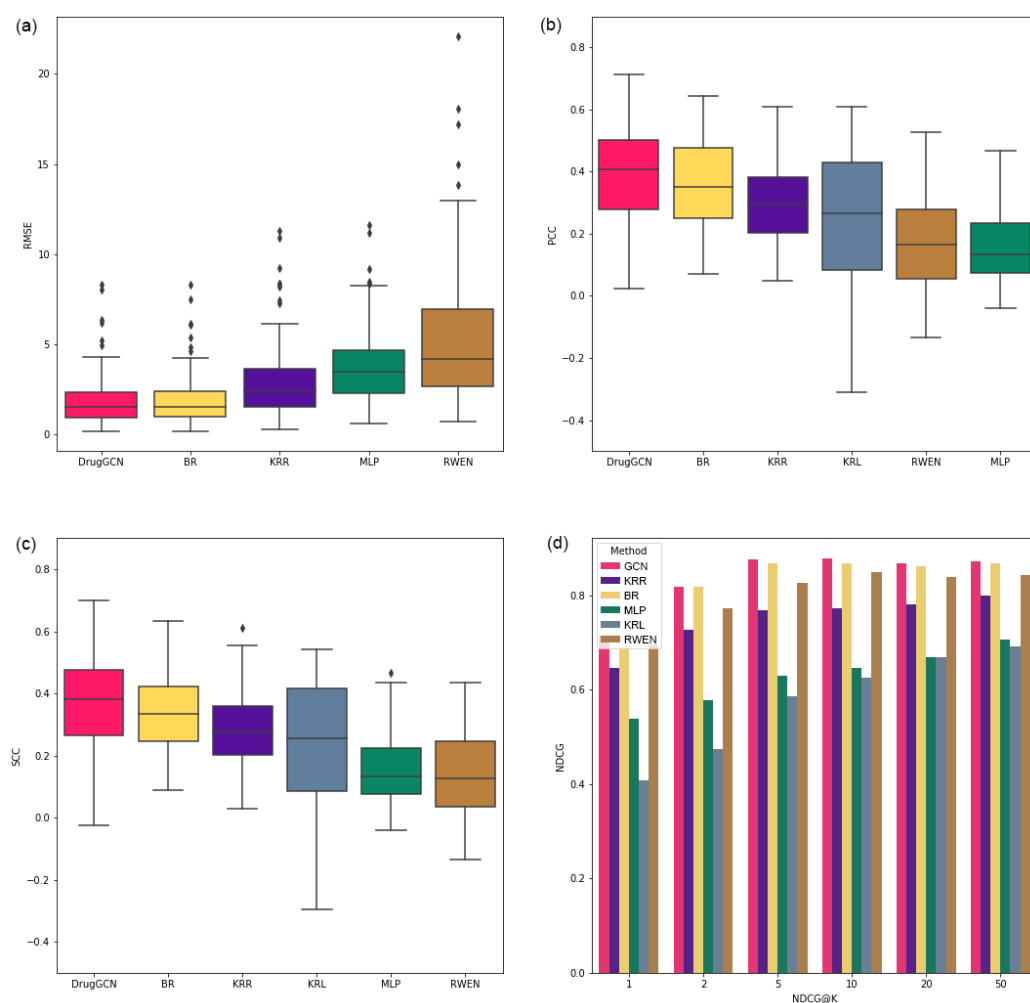 (a)
20
15
10
5
0
RMSE
DrugGCN BR KRR MLP RWEN
(b)
0.8
0.6
0.4
0.2
0.0
−0.2
−0.4
PCC
DrugGCN BR KRR KRL RWEN MLP
(c)
0.8
0.6
0.4
0.2
0.0
−0.2
−0.4
SCC
DrugGCN BR KRR KRL MLP RWEN
(d)
Method
GCN
KRR
BR
MLP
KRL
RWEN
0.8
0.6
0.4
0.2
0.0
NDCG
1 2 5 10 20 50
NDCG@K